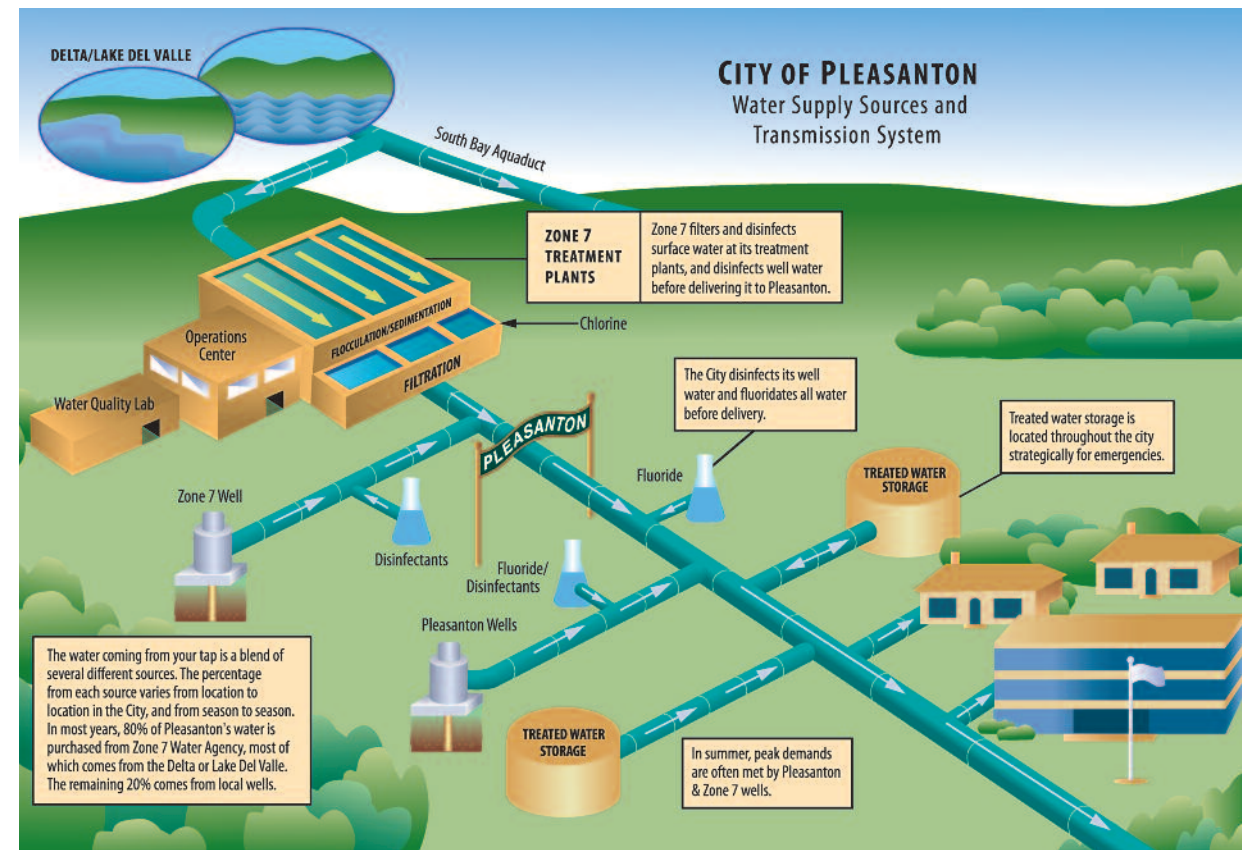 DELTA/LAKE DEL VALLE
CITY OF PLEASANTON
Water Supply Sources and
Transmission System
South Bay Aquaduct
ZONE 7
TREATMENT
PLANTS
Zone 7 filters and disinfects
surface water at its treatment
plants, and disinfects well water
before delivering it to Pleasanton.
FLOCCULATION/SEDIMENTATION
Chlorine
Operations
Center
FILTRATION
Water Quality Lab
PLEASANTON
The City disinfects its well
water and fluoridates all water
before delivery.
Treated water storage is
located throughout the city
strategically for emergencies.
Fluoride
TREATED WATER
STORAGE
Zone 7 Well
Disinfectants
Fluoride/
Disinfectants
Pleasanton Wells
The water coming from your tap is a blend of
several different sources. The percentage
from each source varies from location to
location in the City, and from season to season.
In most years, 80% of Pleasanton's water is
purchased from Zone 7 Water Agency, most of
which comes from the Delta or Lake Del Valle.
The remaining 20% comes from local wells.
TREATED WATER
STORAGE
In summer, peak demands
are often met by Pleasanton
& Zone 7 wells.